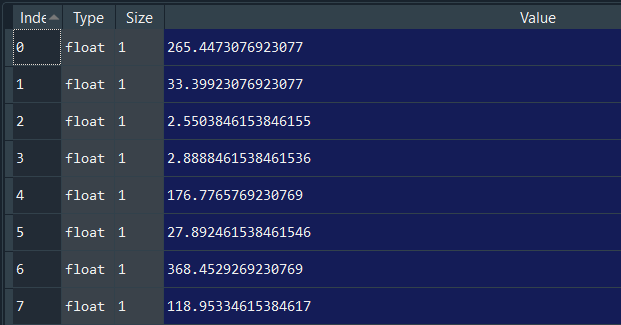 Inde Type Size Value
0 float 1 265.4473076923077
1 float 1 33.39923076923077
2 float 1 2.5503846153846155
3 float 1 2.8888461538461536
4 float 1 176.7765769230769
5 float 1 27.892461538461546
6 float 1 368.4529269230769
7 float 1 118.95334615384617